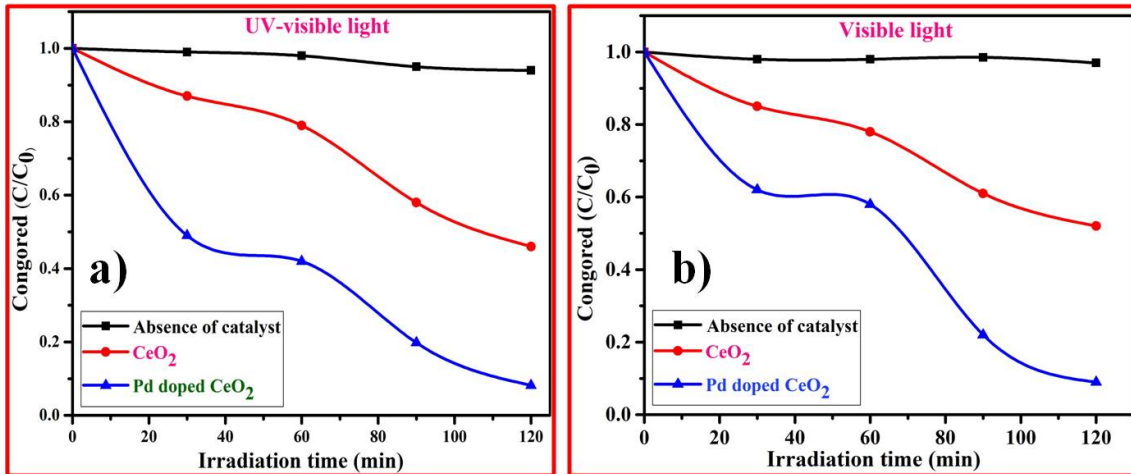 UV-visible light
Congored (C/C0)
1.0
0.8
0.6
0.4
0.2
0.0
a)
Absence of catalyst
CeO2
Pd doped CeO2
0 20 40 60 80 100 120
Irradiation time (min)
Visible light
Congored (C/C0)
1.0
0.8
0.6
0.4
0.2
0.0
b)
Absence of catalyst
CeO2
Pd doped CeO2
0 20 40 60 80 100 120
Irradiation time (min)